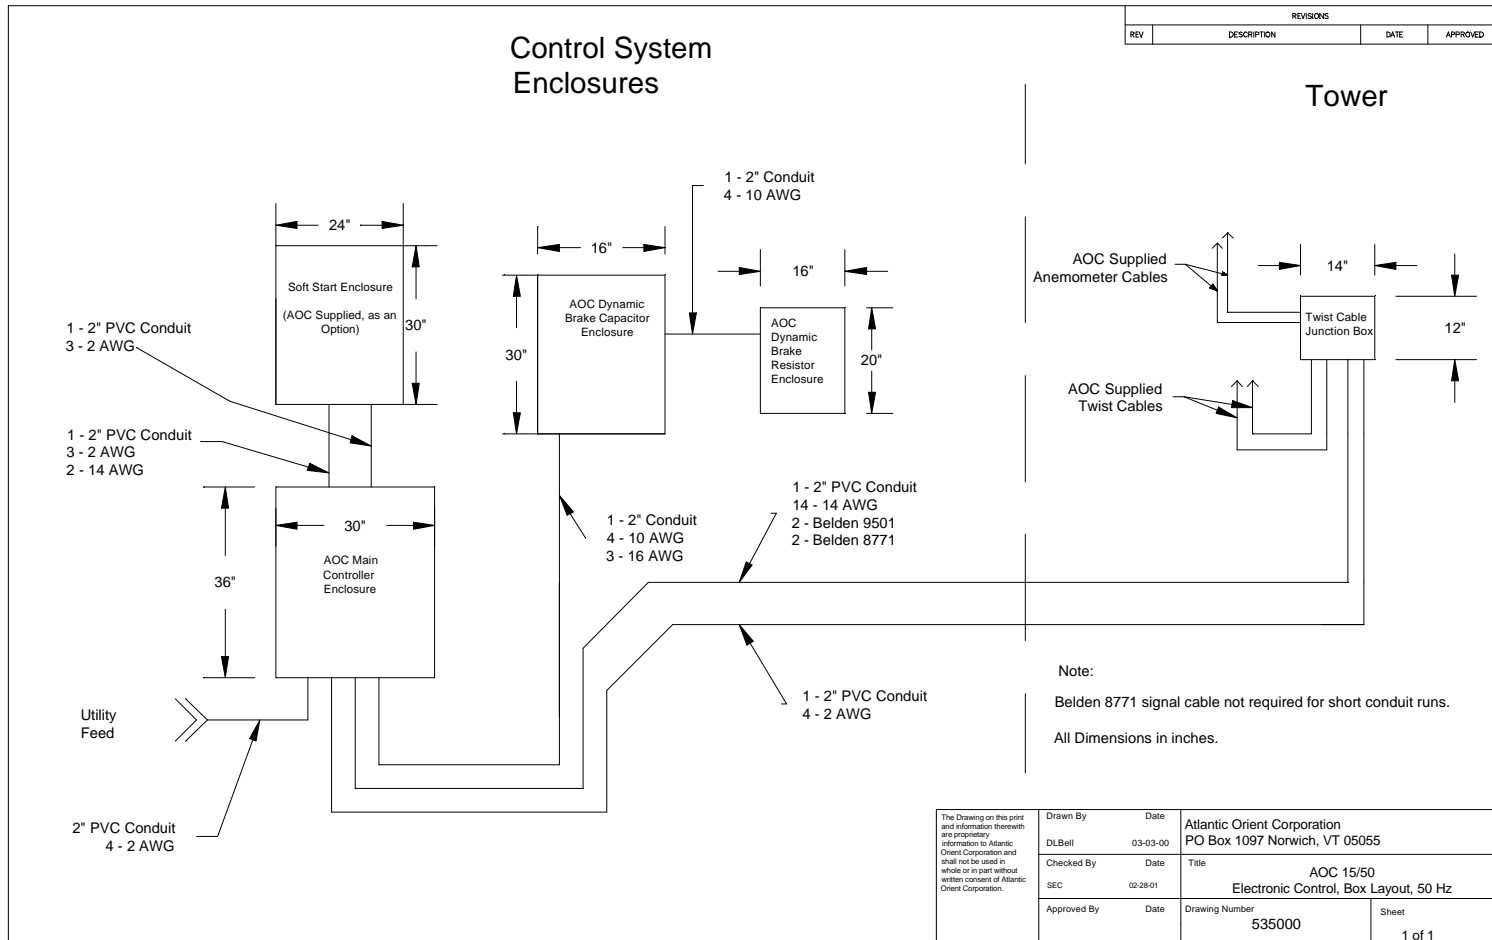 REVISIONS
REV DESCRIPTION DATE APPROVED
Control System
Enclosures
Tower
1 - 2" Conduit
4 - 10 AWG
24"
16"
16"
14"
AOC Supplied
Anemometer Cables
Soft Start Enclosure
(AOC Supplied, as an
Option)
30"
AOC Dynamic
Brake Capacitor
Enclosure
30"
AOC
Dynamic
Brake
Resistor
Enclosure
20"
Twist Cable
Junction Box
12"
1 - 2" PVC Conduit
3 - 2 AWG
AOC Supplied
Twist Cables
1 - 2" PVC Conduit
3 - 2 AWG
2 - 14 AWG
30"
36"
AOC Main
Controller
Enclosure
1 - 2" Conduit
4 - 10 AWG
3 - 16 AWG
1 - 2" PVC Conduit
14 - 14 AWG
2 - Belden 9501
2 - Belden 8771
1 - 2" PVC Conduit
4 - 2 AWG
Utility
Feed
2" PVC Conduit
4 - 2 AWG
Note:
Belden 8771 signal cable not required for short conduit runs.
All Dimensions in inches.
The Drawing on this print
and information therewith
are proprietary
information to Atlantic
Orient Corporation and
shall not be used in
whole or in part without
written consent of Atlantic
Orient Corporation.
Drawn By Date
DLBell 03-03-00
Checked By Date
SEC 02-28-01
Approved By Date
Atlantic Orient Corporation
PO Box 1097 Norwich, VT 05055
Title
AOC 15/50
Electronic Control, Box Layout, 50 Hz
Drawing Number
535000
Sheet
1 of 1